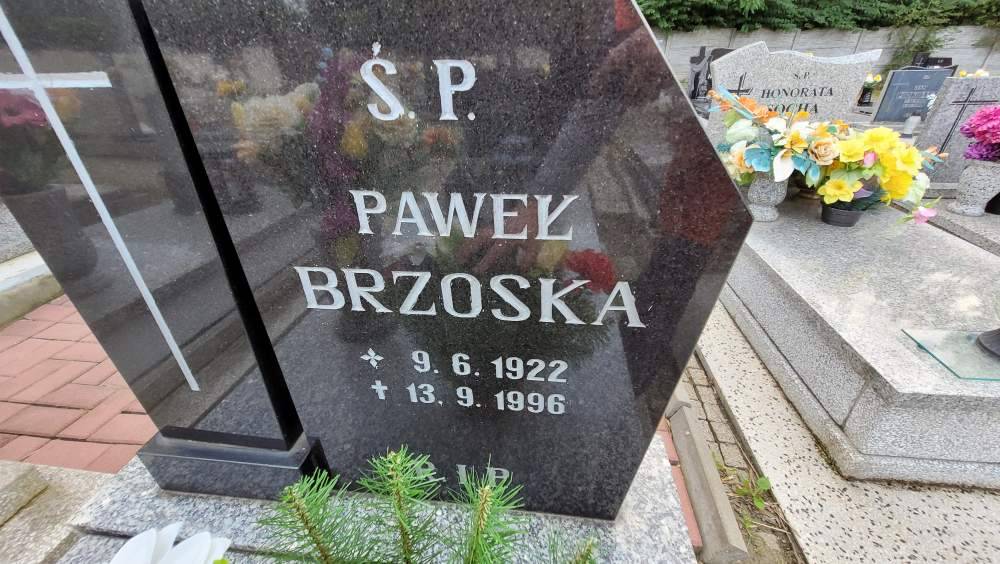 Ś. P.
PAWEŁ
BRZOSKA
9. 6. 1922
13. 9. 1996
R.I.P.
Ś.P.
HONORATA
SOCHA